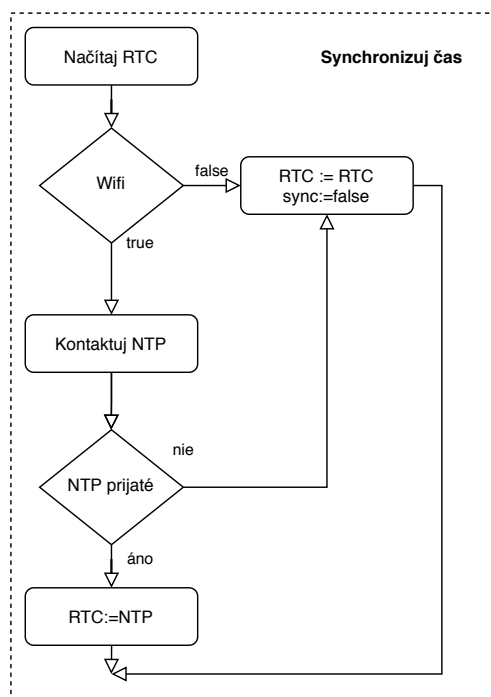 Načítaj RTC
Synchronizuj čas
Wifi
false
RTC := RTC
sync:=false
true
Kontaktuj NTP
nie
NTP prijaté
áno
RTC:=NTP